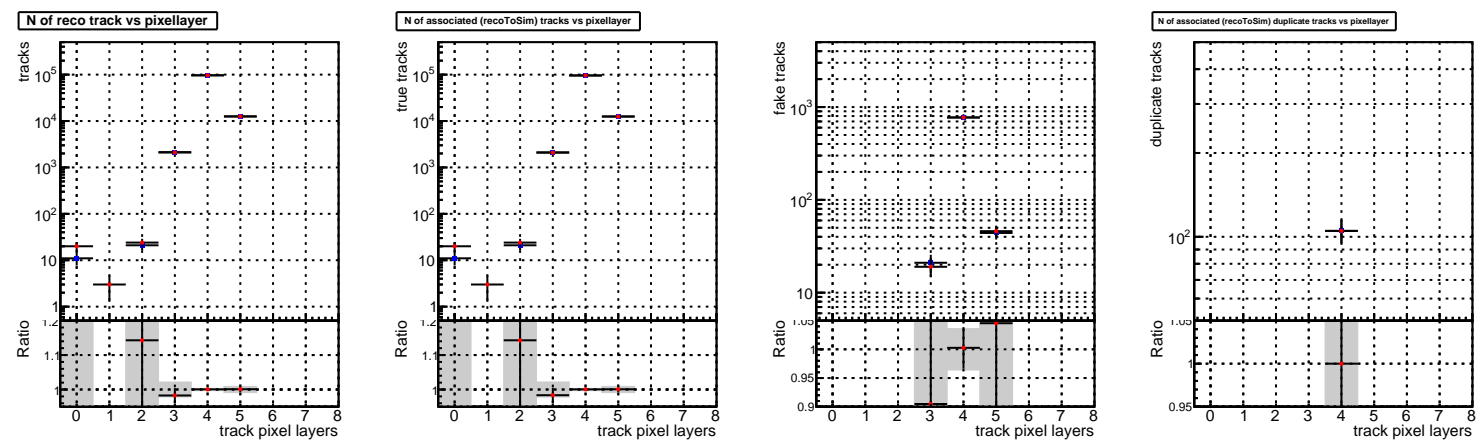 N of reco track vs pixellayer
tracks
10^5
10^4
10^3
10^2
10
1
Ratio
1.2
1.1
1
0 1 2 3 4 5 6 7 8
track pixel layers
N of associated (recoToSim) tracks vs pixellayer
true tracks
10^5
10^4
10^3
10^2
10
1
Ratio
1.2
1.1
1
0 1 2 3 4 5 6 7 8
track pixel layers
fake tracks
10^3
10^2
10
Ratio
1.05
1
0.95
0.9
0 1 2 3 4 5 6 7 8
track pixel layers
N of associated (recoToSim) duplicate tracks vs pixellayer
duplicate tracks
10^2
Ratio
1.05
1
0.95
0 1 2 3 4 5 6 7 8
track pixel layers